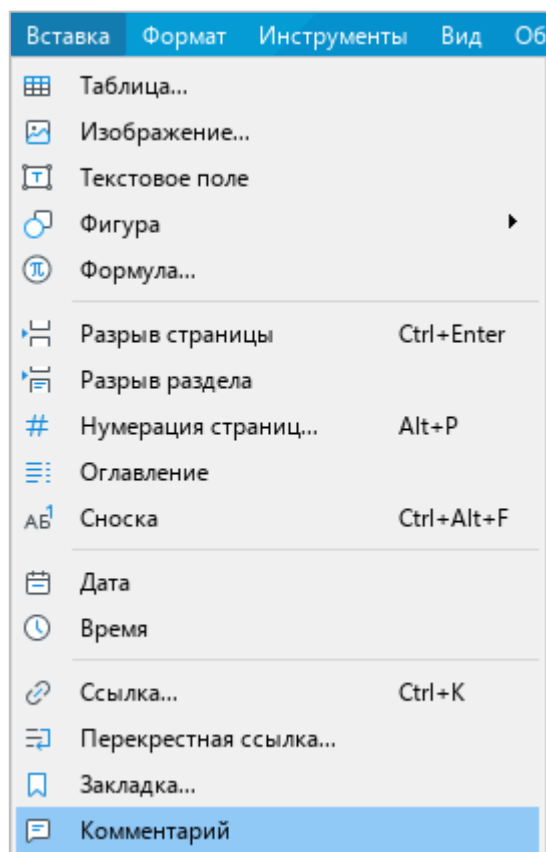 Вставка Формат Инструменты Вид Об
Таблица...
Изображение...
Текстовое поле
Фигура
Формула...
Разрыв страницы Ctrl+Enter
Разрыв раздела
Нумерация страниц... Alt+P
Оглавление
АБ1 Сноска Ctrl+Alt+F
Дата
Время
Ссылка... Ctrl+K
Перекрестная ссылка...
Закладка...
Комментарий